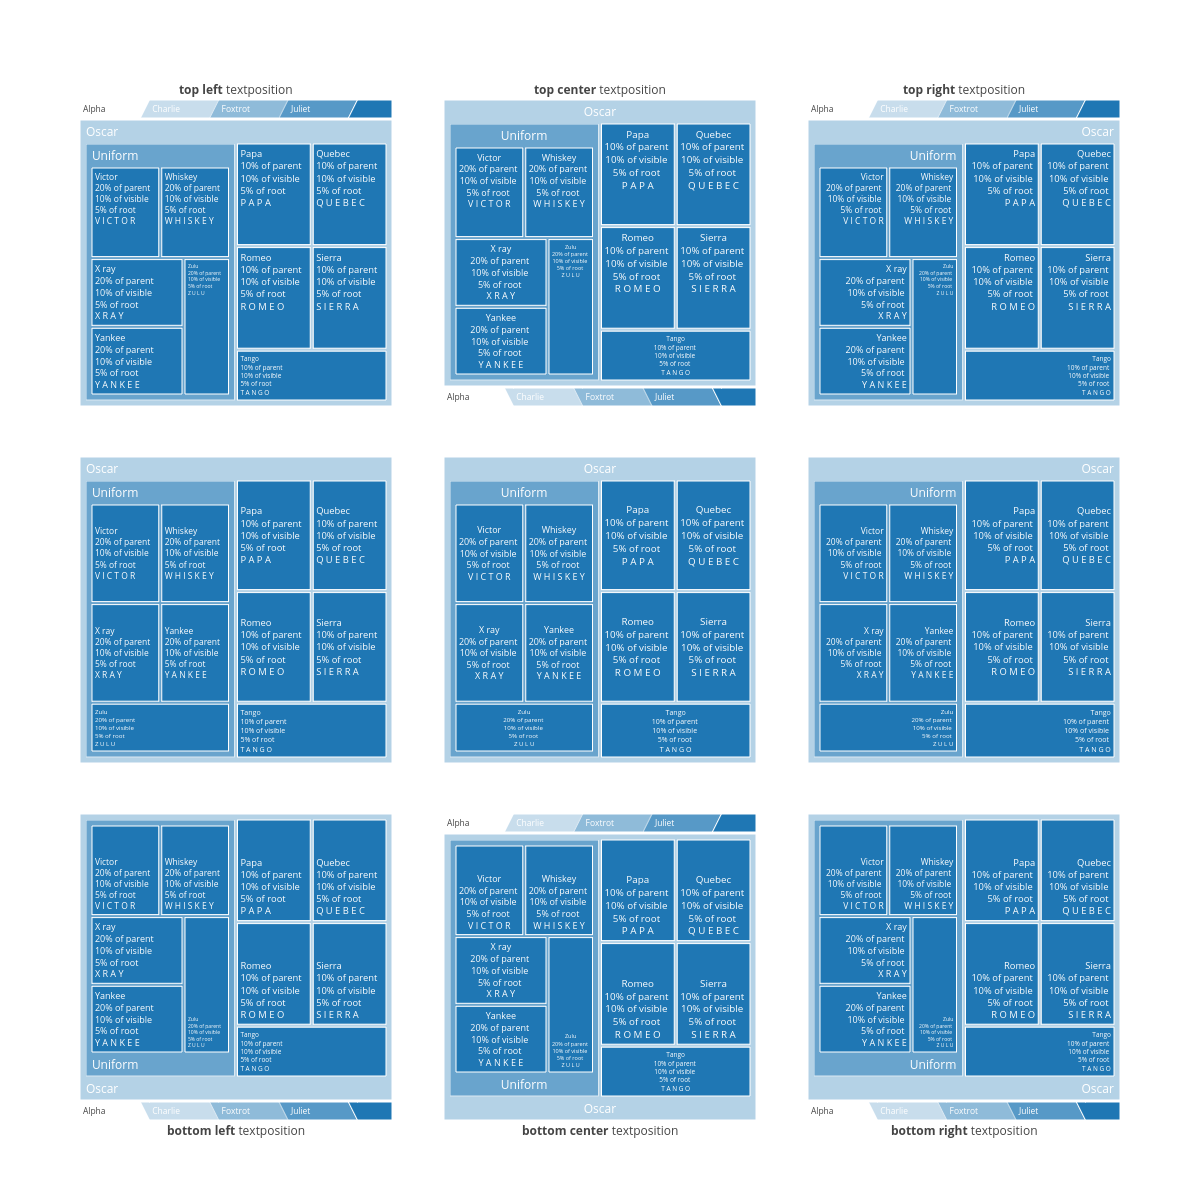 top left textposition
Alpha
Charlie
Foxtrot
Juliet
Oscar
Uniform
Victor
20% of parent
10% of visible
5% of root
VICTOR
Whiskey
20% of parent
10% of visible
5% of root
WHISKEY
X ray
20% of parent
10% of visible
5% of root
XRAY
Yankee
20% of parent
10% of visible
5% of root
YANKEE
Zulu
20% of parent
10% of visible
5% of root
ZULU
Papa
10% of parent
10% of visible
5% of root
PAPA
Quebec
10% of parent
10% of visible
5% of root
QUEBEC
Romeo
10% of parent
10% of visible
5% of root
ROMEO
Sierra
10% of parent
10% of visible
5% of root
SIERRA
Tango
10% of parent
10% of visible
5% of root
TANGO
top center textposition
Oscar
Uniform
Victor
20% of parent
10% of visible
5% of root
VICTOR
Whiskey
20% of parent
10% of visible
5% of root
WHISKEY
X ray
20% of parent
10% of visible
5% of root
XRAY
Yankee
20% of parent
10% of visible
5% of root
YANKEE
Zulu
20% of parent
10% of visible
5% of root
ZULU
Papa
10% of parent
10% of visible
5% of root
PAPA
Quebec
10% of parent
10% of visible
5% of root
QUEBEC
Romeo
10% of parent
10% of visible
5% of root
ROMEO
Sierra
10% of parent
10% of visible
5% of root
SIERRA
Tango
10% of parent
10% of visible
5% of root
TANGO
Alpha
Charlie
Foxtrot
Juliet
top right textposition
Alpha
Charlie
Foxtrot
Juliet
Oscar
Uniform
Victor
20% of parent
10% of visible
5% of root
VICTOR
Whiskey
20% of parent
10% of visible
5% of root
WHISKEY
X ray
20% of parent
10% of visible
5% of root
XRAY
Yankee
20% of parent
10% of visible
5% of root
YANKEE
Zulu
20% of parent
10% of visible
5% of root
ZULU
Papa
10% of parent
10% of visible
5% of root
PAPA
Quebec
10% of parent
10% of visible
5% of root
QUEBEC
Romeo
10% of parent
10% of visible
5% of root
ROMEO
Sierra
10% of parent
10% of visible
5% of root
SIERRA
Tango
10% of parent
10% of visible
5% of root
TANGO
Oscar
Uniform
Victor
20% of parent
10% of visible
5% of root
VICTOR
Whiskey
20% of parent
10% of visible
5% of root
WHISKEY
X ray
20% of parent
10% of visible
5% of root
XRAY
Yankee
20% of parent
10% of visible
5% of root
YANKEE
Zulu
20% of parent
10% of visible
5% of root
ZULU
Papa
10% of parent
10% of visible
5% of root
PAPA
Quebec
10% of parent
10% of visible
5% of root
QUEBEC
Romeo
10% of parent
10% of visible
5% of root
ROMEO
Sierra
10% of parent
10% of visible
5% of root
SIERRA
Tango
10% of parent
10% of visible
5% of root
TANGO
Oscar
Uniform
Victor
20% of parent
10% of visible
5% of root
VICTOR
Whiskey
20% of parent
10% of visible
5% of root
WHISKEY
X ray
20% of parent
10% of visible
5% of root
XRAY
Yankee
20% of parent
10% of visible
5% of root
YANKEE
Zulu
20% of parent
10% of visible
5% of root
ZULU
Papa
10% of parent
10% of visible
5% of root
PAPA
Quebec
10% of parent
10% of visible
5% of root
QUEBEC
Romeo
10% of parent
10% of visible
5% of root
ROMEO
Sierra
10% of parent
10% of visible
5% of root
SIERRA
Tango
10% of parent
10% of visible
5% of root
TANGO
Oscar
Uniform
Victor
20% of parent
10% of visible
5% of root
VICTOR
Whiskey
20% of parent
10% of visible
5% of root
WHISKEY
X ray
20% of parent
10% of visible
5% of root
XRAY
Yankee
20% of parent
10% of visible
5% of root
YANKEE
Zulu
20% of parent
10% of visible
5% of root
ZULU
Papa
10% of parent
10% of visible
5% of root
PAPA
Quebec
10% of parent
10% of visible
5% of root
QUEBEC
Romeo
10% of parent
10% of visible
5% of root
ROMEO
Sierra
10% of parent
10% of visible
5% of root
SIERRA
Tango
10% of parent
10% of visible
5% of root
TANGO
Victor
20% of parent
10% of visible
5% of root
VICTOR
Whiskey
20% of parent
10% of visible
5% of root
WHISKEY
X ray
20% of parent
10% of visible
5% of root
XRAY
Yankee
20% of parent
10% of visible
5% of root
YANKEE
Zulu
20% of parent
10% of visible
5% of root
ZULU
Uniform
Papa
10% of parent
10% of visible
5% of root
PAPA
Quebec
10% of parent
10% of visible
5% of root
QUEBEC
Romeo
10% of parent
10% of visible
5% of root
ROMEO
Sierra
10% of parent
10% of visible
5% of root
SIERRA
Tango
10% of parent
10% of visible
5% of root
TANGO
Oscar
Alpha
Charlie
Foxtrot
Juliet
bottom left textposition
Alpha
Charlie
Foxtrot
Juliet
Victor
20% of parent
10% of visible
5% of root
VICTOR
Whiskey
20% of parent
10% of visible
5% of root
WHISKEY
X ray
20% of parent
10% of visible
5% of root
XRAY
Yankee
20% of parent
10% of visible
5% of root
YANKEE
Zulu
20% of parent
10% of visible
5% of root
ZULU
Uniform
Papa
10% of parent
10% of visible
5% of root
PAPA
Quebec
10% of parent
10% of visible
5% of root
QUEBEC
Romeo
10% of parent
10% of visible
5% of root
ROMEO
Sierra
10% of parent
10% of visible
5% of root
SIERRA
Tango
10% of parent
10% of visible
5% of root
TANGO
Oscar
bottom center textposition
Victor
20% of parent
10% of visible
5% of root
VICTOR
Whiskey
20% of parent
10% of visible
5% of root
WHISKEY
X ray
20% of parent
10% of visible
5% of root
XRAY
Yankee
20% of parent
10% of visible
5% of root
YANKEE
Zulu
20% of parent
10% of visible
5% of root
ZULU
Uniform
Papa
10% of parent
10% of visible
5% of root
PAPA
Quebec
10% of parent
10% of visible
5% of root
QUEBEC
Romeo
10% of parent
10% of visible
5% of root
ROMEO
Sierra
10% of parent
10% of visible
5% of root
SIERRA
Tango
10% of parent
10% of visible
5% of root
TANGO
Oscar
Alpha
Charlie
Foxtrot
Juliet
bottom right textposition